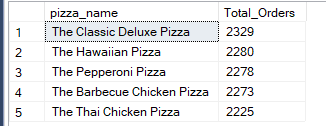 pizza_name Total_Orders
1 The Classic Deluxe Pizza 2329
2 The Hawaiian Pizza 2280
3 The Pepperoni Pizza 2278
4 The Barbecue Chicken Pizza 2273
5 The Thai Chicken Pizza 2225